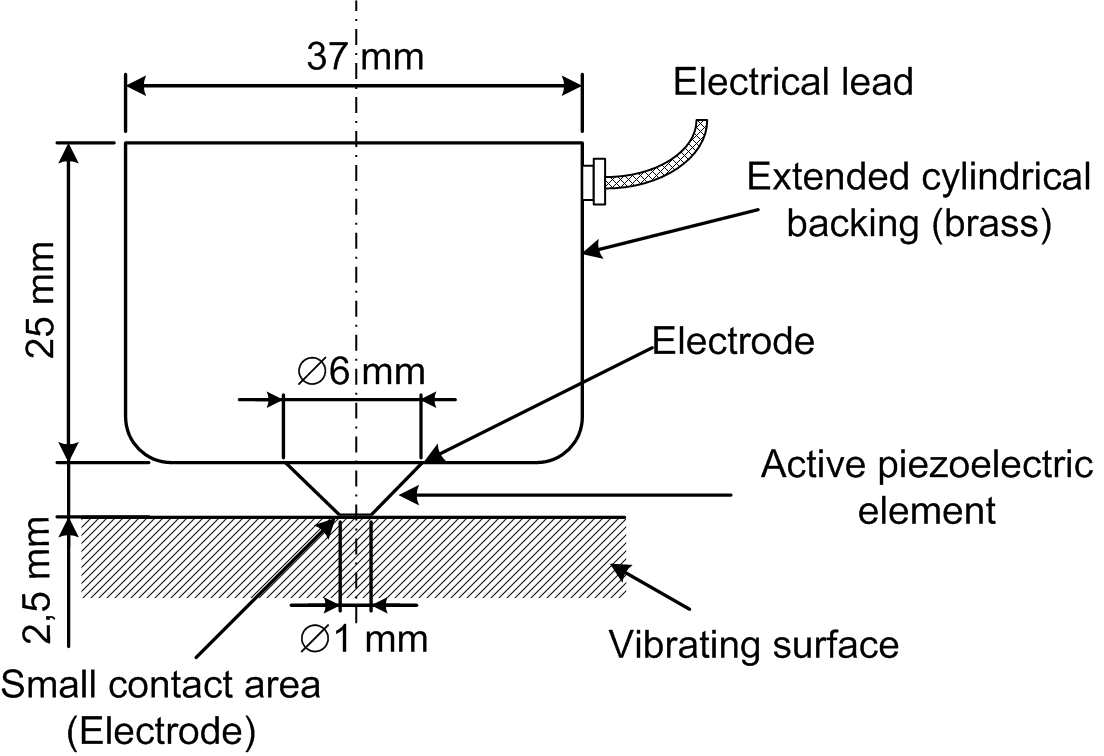 37 mm
Electrical lead
Extended cylindrical
backing (brass)
25 mm
Electrode
∅6 mm
Active piezoelectric
element
2,5 mm
∅1 mm
Vibrating surface
Small contact area
(Electrode)